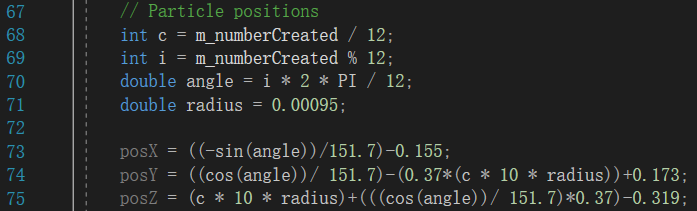 67 // Particle positions
68 int c = m_numberCreated / 12;
69 int i = m_numberCreated % 12;
70 double angle = i * 2 * PI / 12;
71 double radius = 0.00095;
72
73 posX = ((-sin(angle))/151.7)-0.155;
74 posY = ((cos(angle))/ 151.7)-(0.37*(c * 10 * radius))+0.173;
75 posZ = (c * 10 * radius)+(((cos(angle))/ 151.7)*0.37)-0.319;